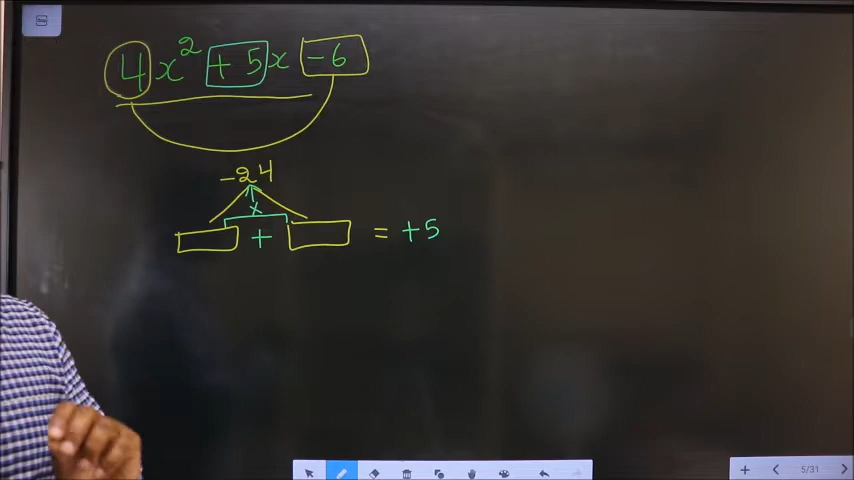 4x² + 5x - 6
-24
×
+ = +5
5/31